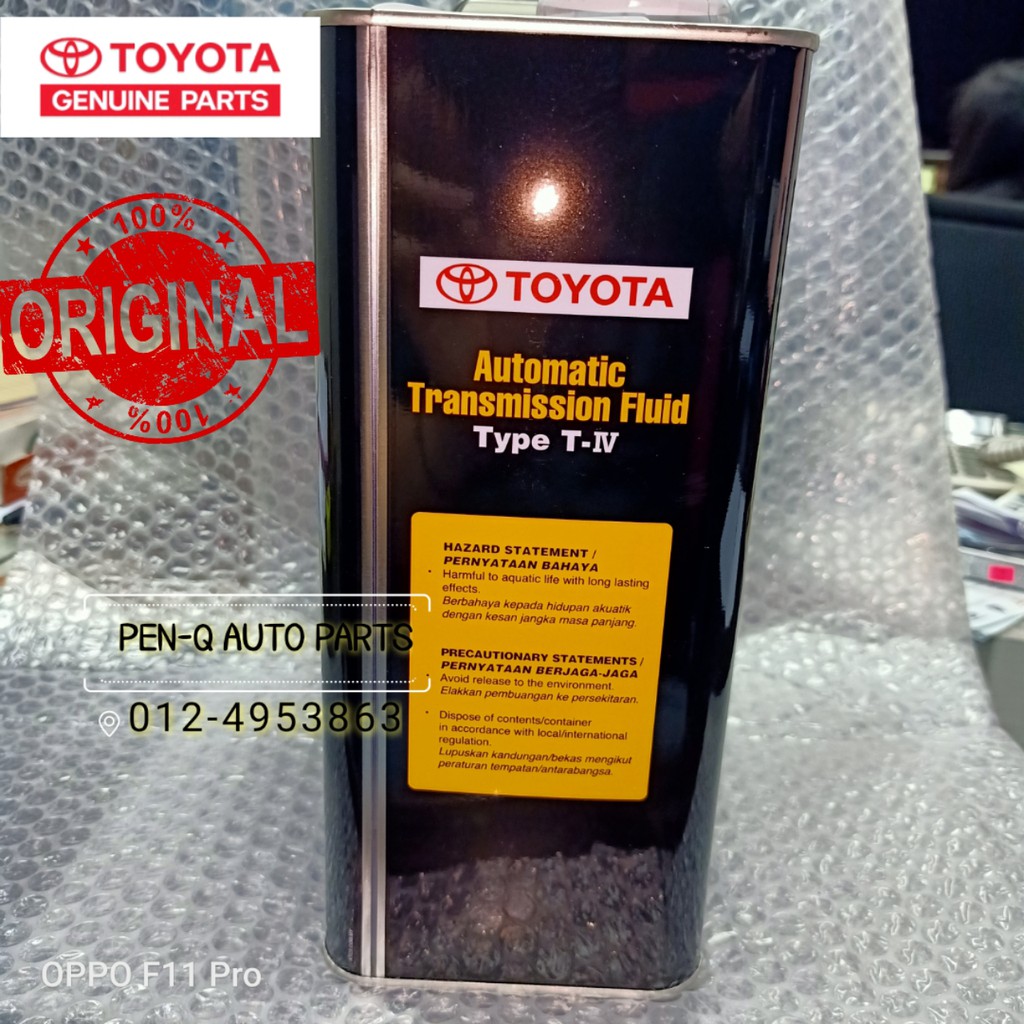 TOYOTA
GENUINE PARTS
100%
ORIGINAL
100%
TOYOTA
Automatic
Transmission Fluid
Type T-IV
HAZARD STATEMENT /
PERNYATAAN BAHAYA
· Harmful to aquatic life with long lasting
effects.
Berbahaya kepada hidupan akuatik
dengan kesan jangka masa panjang.
PRECAUTIONARY STATEMENTS /
PERNYATAAN BERJAGA-JAGA
· Avoid release to the environment.
Elakkan pembuangan ke persekitaran.
· Dispose of contents/container
in accordance with local/international
regulation.
Lupuskan kandungan/bekas mengikut
peraturan tempatan/antarabangsa.
PEN-Q AUTO PARTS
012-4953863
OPPO F11 Pro